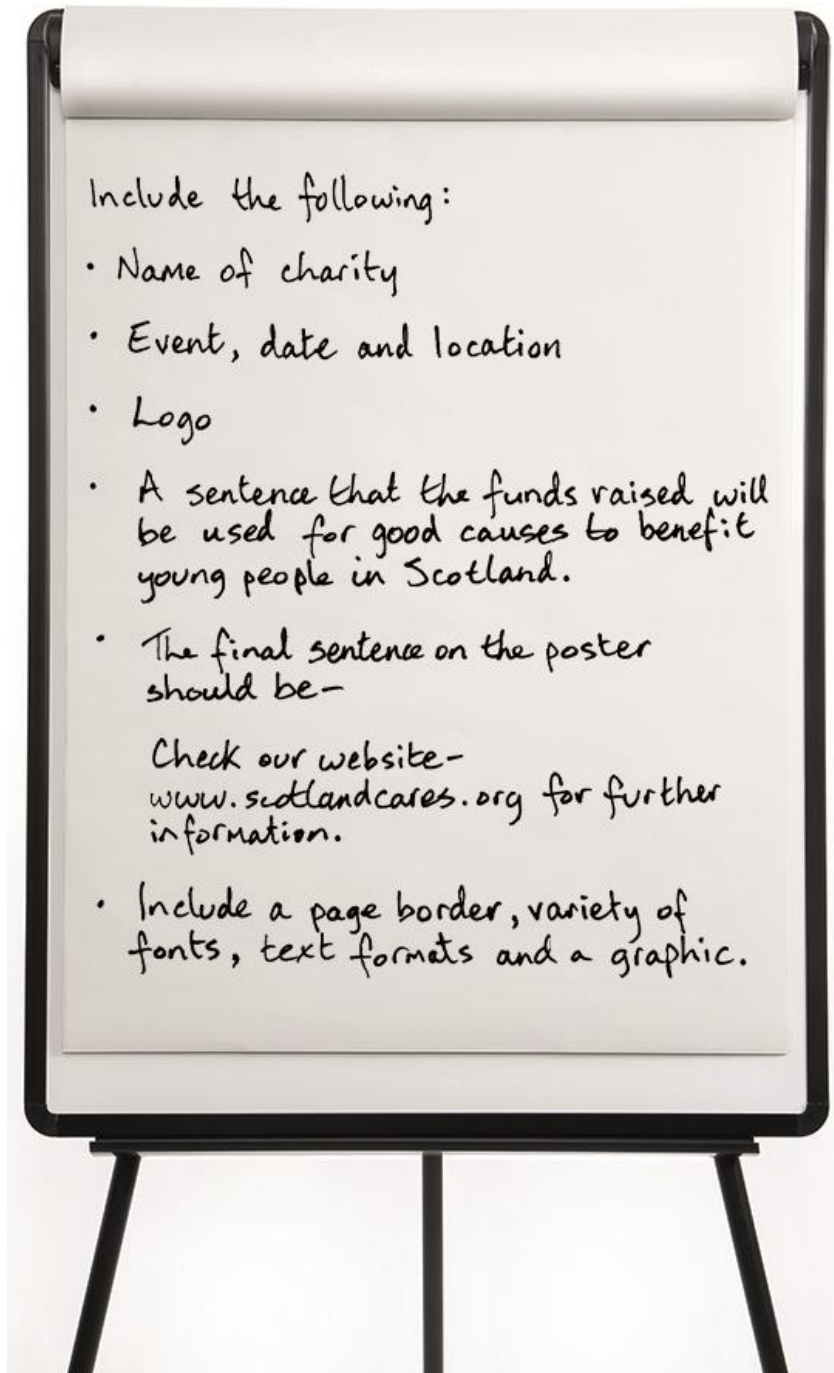 Include the following:
• Name of charity
• Event, date and location
• Logo
• A sentence that the funds raised will
be used for good causes to benefit
young people in Scotland.
• The final sentence on the poster
should be-
Check our website-
www.scotlandcares.org for further
information.
• Include a page border, variety of
fonts, text formats and a graphic.